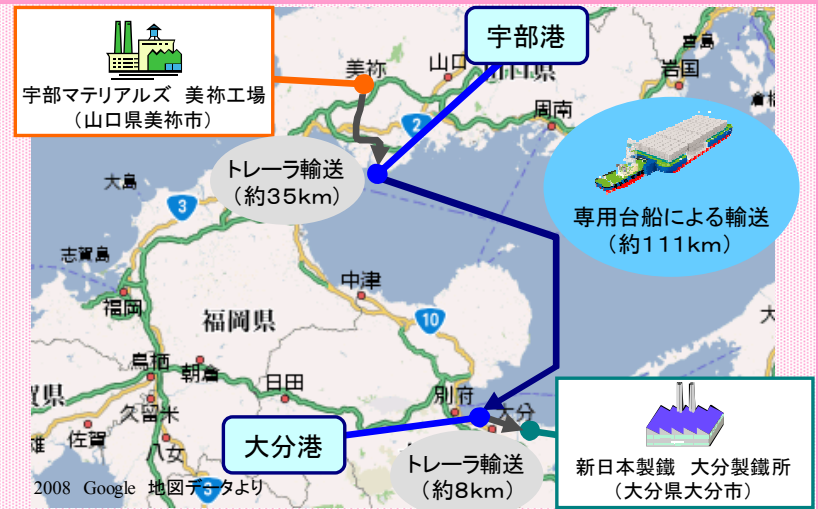 宇部港
宇部マテリアルズ 美祢工場
(山口県美祢市)
美祢
山口
岩国
宮島
周南
2
トレーラ輸送
(約35km)
専用台船による輸送
(約111km)
大島
3
志賀島
福岡
福岡県
中津
10
鳥栖
朝倉
日田
久留米
佐賀
八女
別府
大分
大
大分港
トレーラ輸送
(約8km)
新日本製鐵 大分製鐵所
(大分県大分市)
2008 Google 地図データより